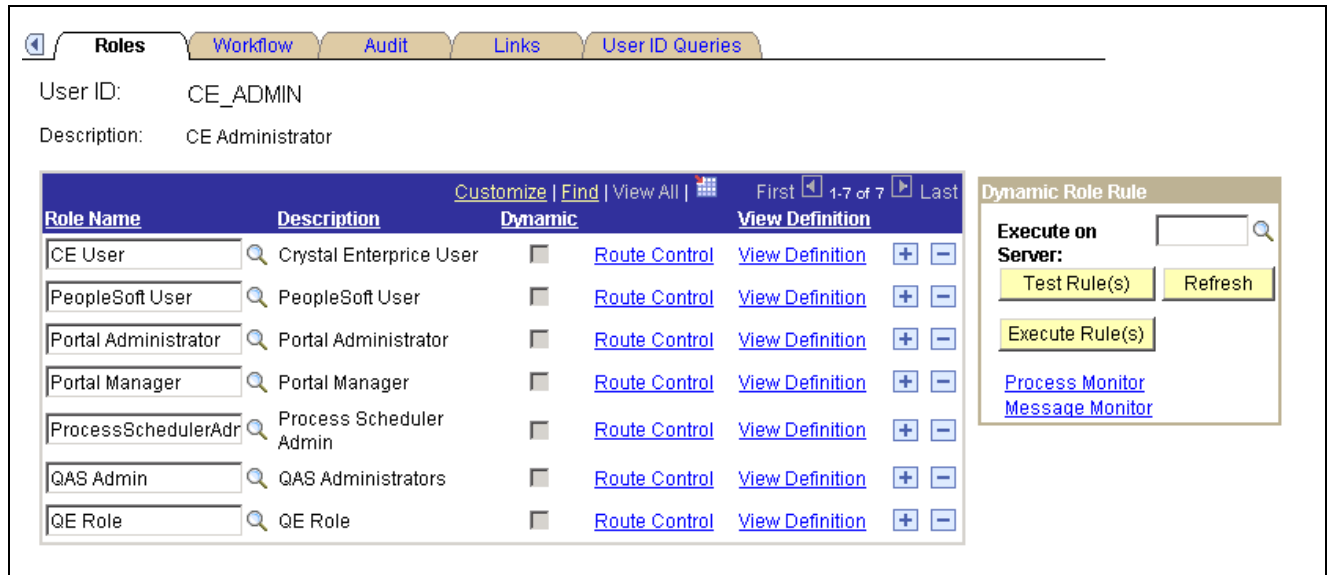 Roles Workflow Audit Links User ID Queries
User ID: CE_ADMIN
Description: CE Administrator
Customize | Find | View All | First 1-7 of 7 Last
Role Name Description Dynamic View Definition
CE User Crystal Enterprice User Route Control View Definition
PeopleSoft User PeopleSoft User Route Control View Definition
Portal Administrator Portal Administrator Route Control View Definition
Portal Manager Portal Manager Route Control View Definition
ProcessSchedulerAdr Process Scheduler Admin Route Control View Definition
QAS Admin QAS Administrators Route Control View Definition
QE Role QE Role Route Control View Definition
Dynamic Role Rule
Execute on
Server:
Test Rule(s) Refresh
Execute Rule(s)
Process Monitor
Message Monitor